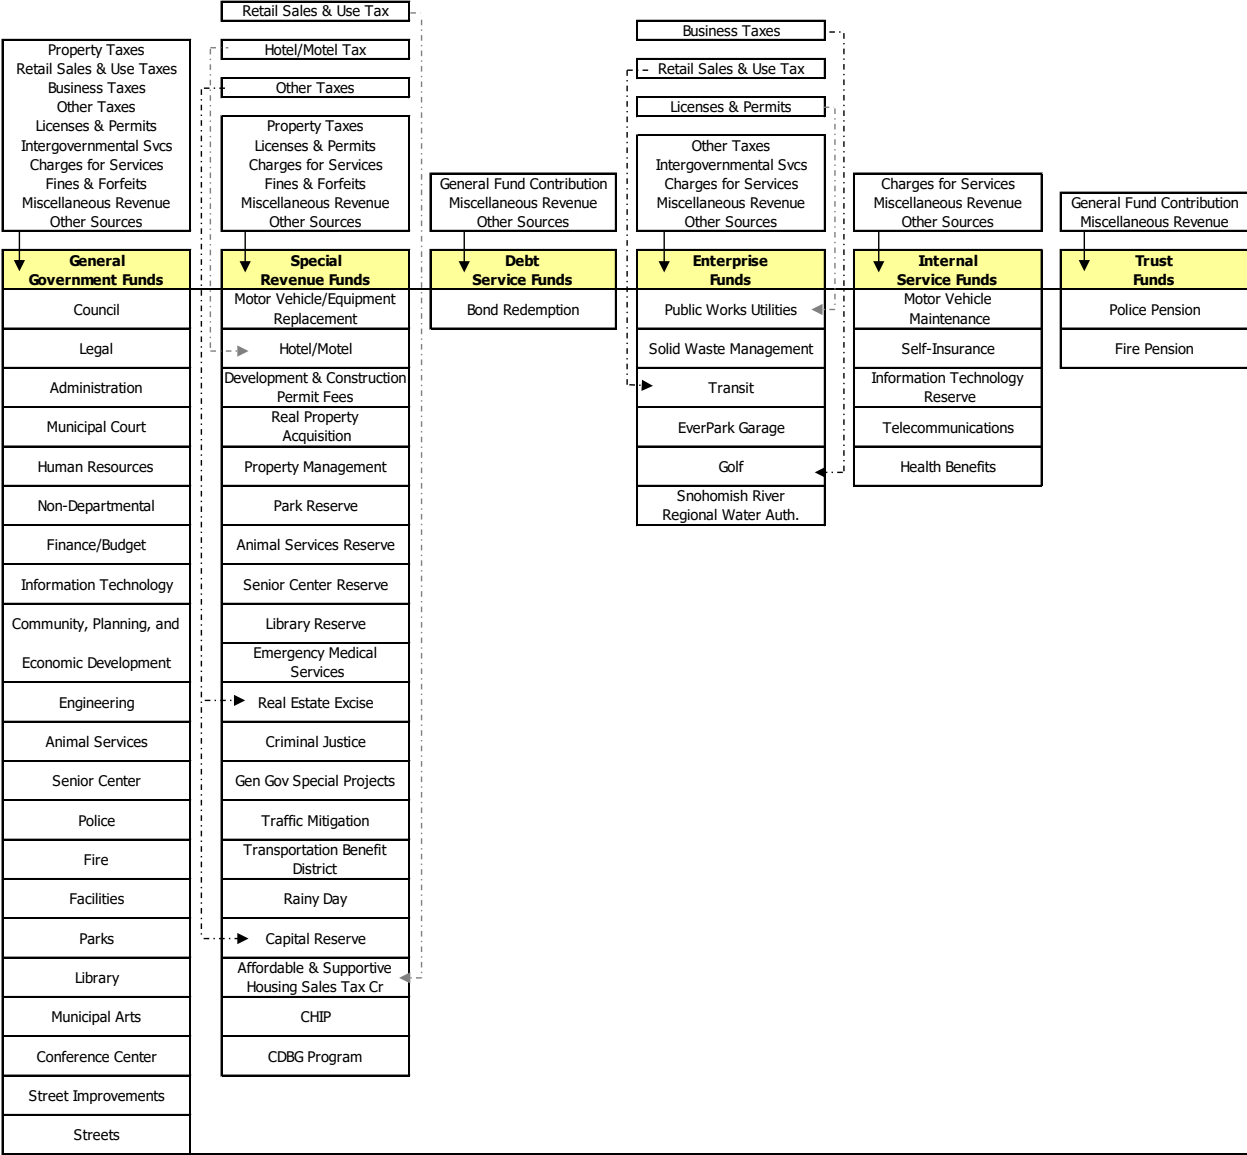 Retail Sales & Use Tax
Hotel/Motel Tax
Other Taxes
Business Taxes
Retail Sales & Use Tax
Licenses & Permits
Property Taxes
Retail Sales & Use Taxes
Business Taxes
Other Taxes
Licenses & Permits
Intergovernmental Svcs
Charges for Services
Fines & Forfeits
Miscellaneous Revenue
Other Sources
Property Taxes
Licenses & Permits
Charges for Services
Fines & Forfeits
Miscellaneous Revenue
Other Sources
General Fund Contribution
Miscellaneous Revenue
Other Sources
Other Taxes
Intergovernmental Svcs
Charges for Services
Miscellaneous Revenue
Other Sources
Charges for Services
Miscellaneous Revenue
Other Sources
General Fund Contribution
Miscellaneous Revenue
General
Government Funds
Council
Legal
Administration
Municipal Court
Human Resources
Non-Departmental
Finance/Budget
Information Technology
Community, Planning, and
Economic Development
Engineering
Animal Services
Senior Center
Police
Fire
Facilities
Parks
Library
Municipal Arts
Conference Center
Street Improvements
Streets
Special
Revenue Funds
Motor Vehicle/Equipment
Replacement
Hotel/Motel
Development & Construction
Permit Fees
Real Property
Acquisition
Property Management
Park Reserve
Animal Services Reserve
Senior Center Reserve
Library Reserve
Emergency Medical
Services
Real Estate Excise
Criminal Justice
Gen Gov Special Projects
Traffic Mitigation
Transportation Benefit
District
Rainy Day
Capital Reserve
Affordable & Supportive
Housing Sales Tax Cr
CHIP
CDBG Program
Debt
Service Funds
Bond Redemption
Enterprise
Funds
Public Works Utilities
Solid Waste Management
Transit
EverPark Garage
Golf
Snohomish River
Regional Water Auth.
Internal
Service Funds
Motor Vehicle
Maintenance
Self-Insurance
Information Technology
Reserve
Telecommunications
Health Benefits
Trust
Funds
Police Pension
Fire Pension